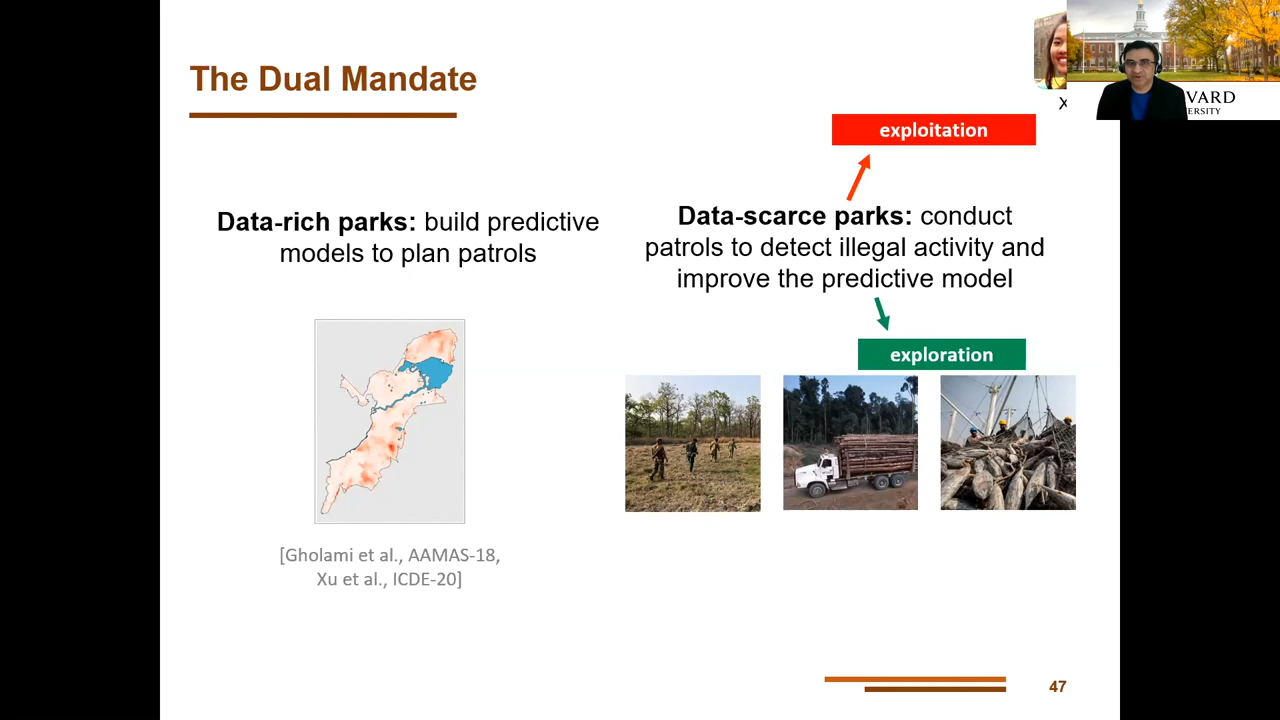 The Dual Mandate
X
VARD
ERSITY
exploitation
Data-rich parks: build predictive
models to plan patrols
Data-scarce parks: conduct
patrols to detect illegal activity and
improve the predictive model
exploration
[Gholami et al., AAMAS-18,
Xu et al., ICDE-20]
47